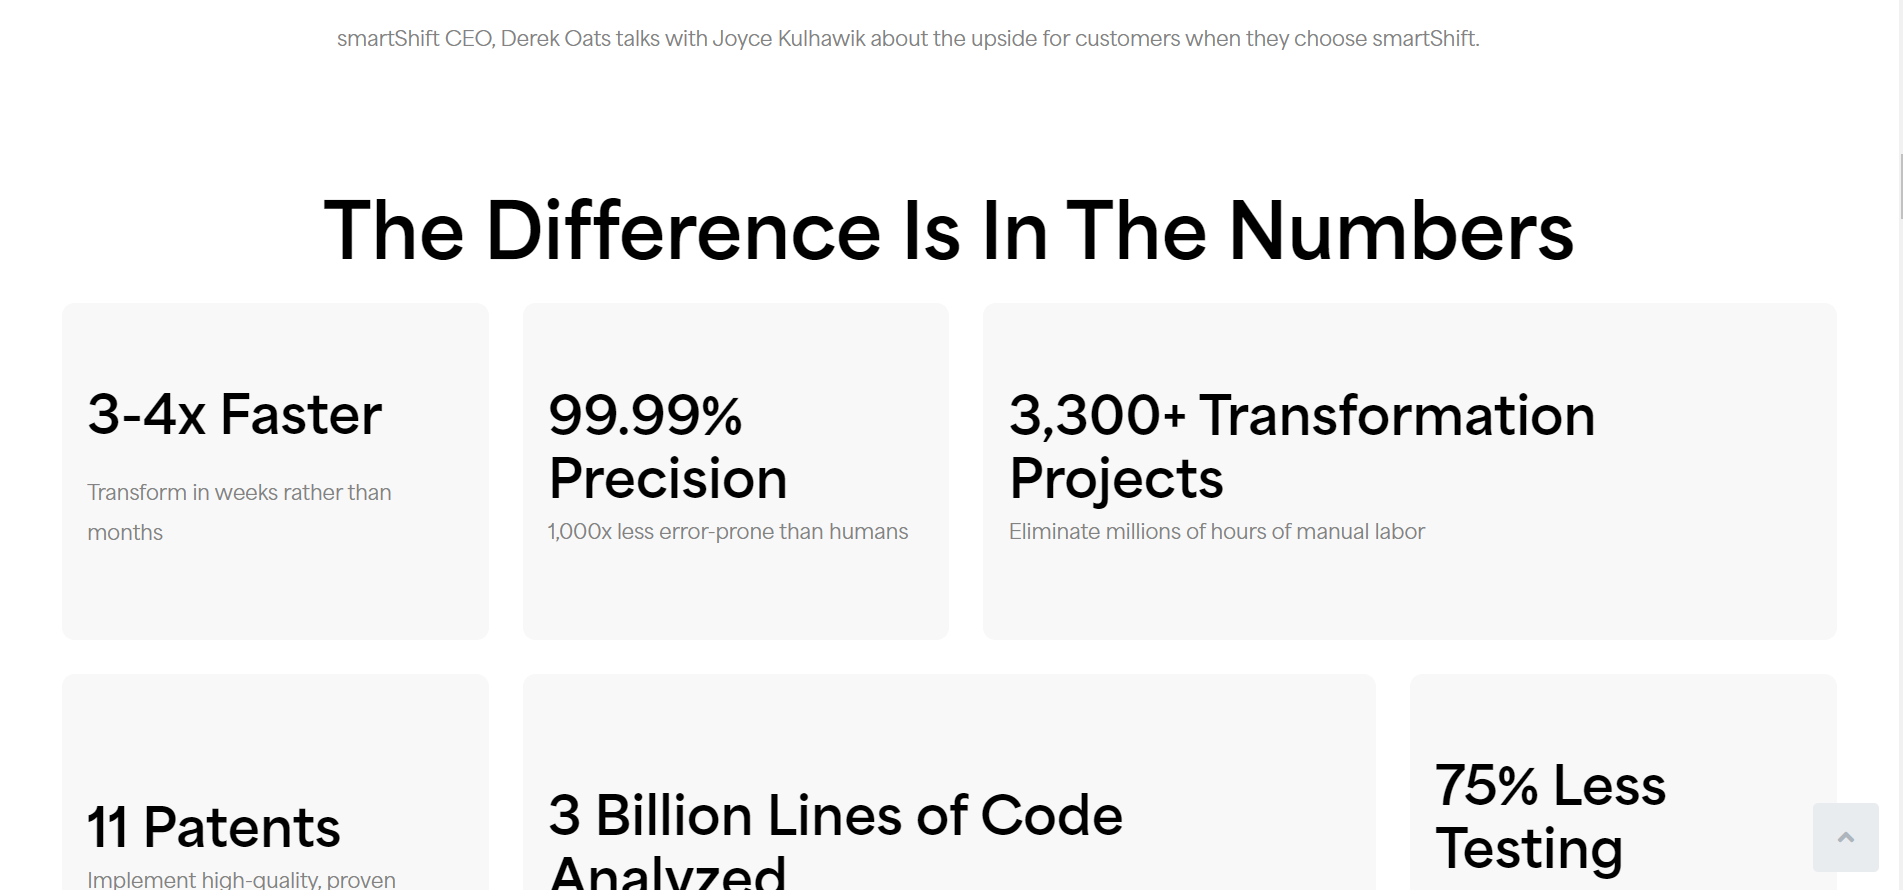 smartShift CEO, Derek Oats talks with Joyce Kulhawik about the upside for customers when they choose smartShift.
The Difference Is In The Numbers
3-4x Faster
Transform in weeks rather than
months
99.99%
Precision
1,000x less error-prone than humans
3,300+ Transformation
Projects
Eliminate millions of hours of manual labor
11 Patents
Implement high-quality, proven
3 Billion Lines of Code
Analyzed
75% Less
Testing